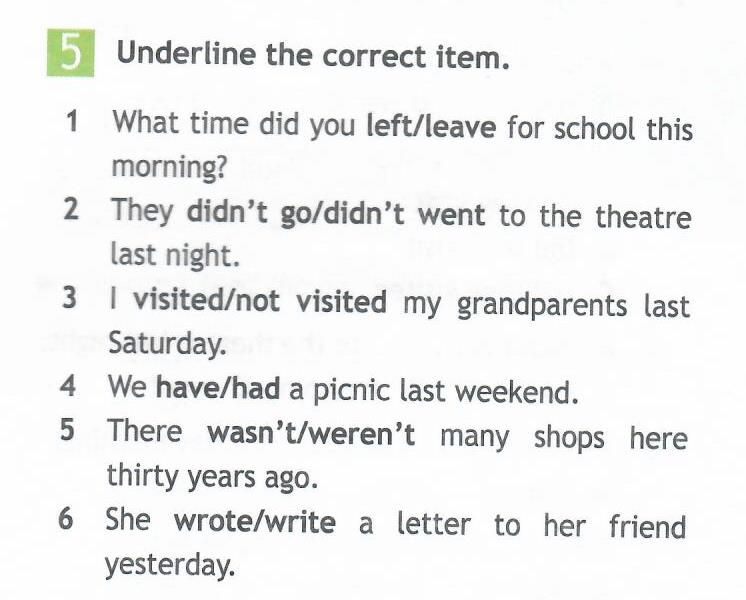 5 Underline the correct item.
1 What time did you left/leave for school this
morning?
2 They didn't go/didn't went to the theatre
last night.
3 I visited/not visited my grandparents last
Saturday.
4 We have/had a picnic last weekend.
5 There wasn't/weren't many shops here
thirty years ago.
6 She wrote/write a letter to her friend
yesterday.